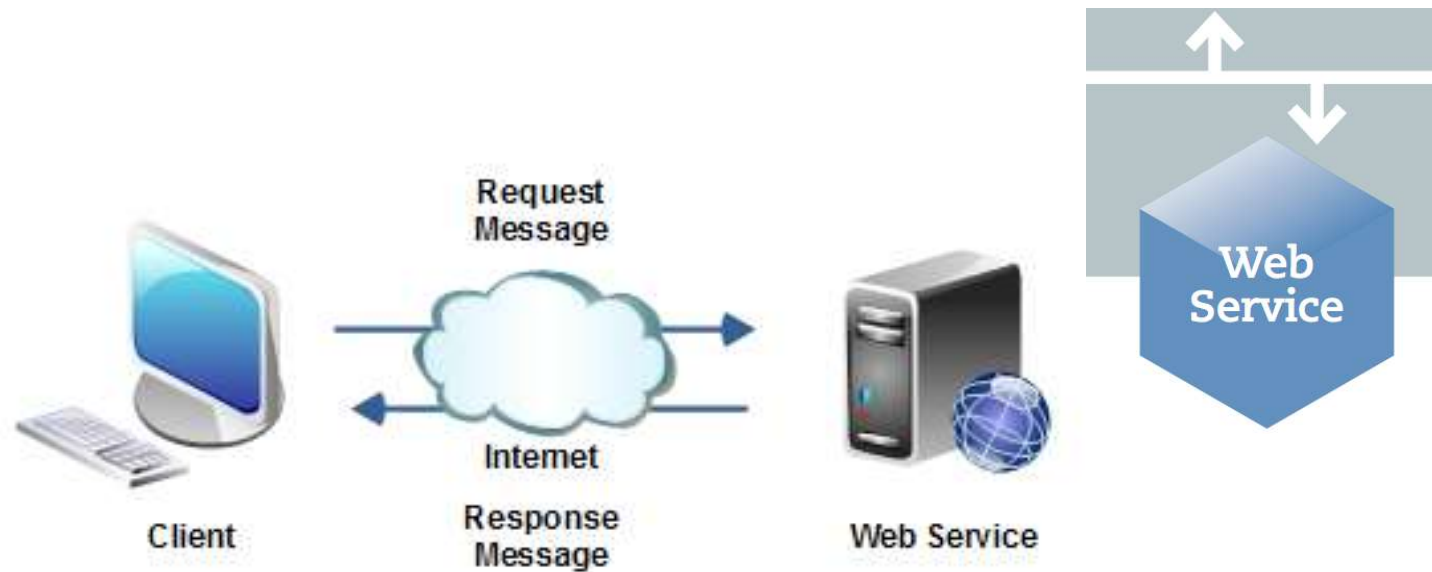 Request
Message
Internet
Response
Message
Client
Web Service
Web
Service